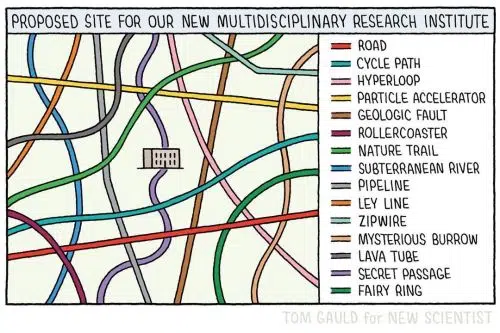 PROPOSED SITE FOR OUR NEW MULTIDISCIPLINARY RESEARCH INSTITUTE
ROAD
CYCLE PATH
HYPERLOOP
PARTICLE ACCELERATOR
GEOLOGIC FAULT
ROLLERCOASTER
NATURE TRAIL
SUBTERRANEAN RIVER
PIPELINE
LEY LINE
ZIPWIRE
MYSTERIOUS BURROW
LAVA TUBE
SECRET PASSAGE
FAIRY RING
TOM GAULD for NEW SCIENTIST